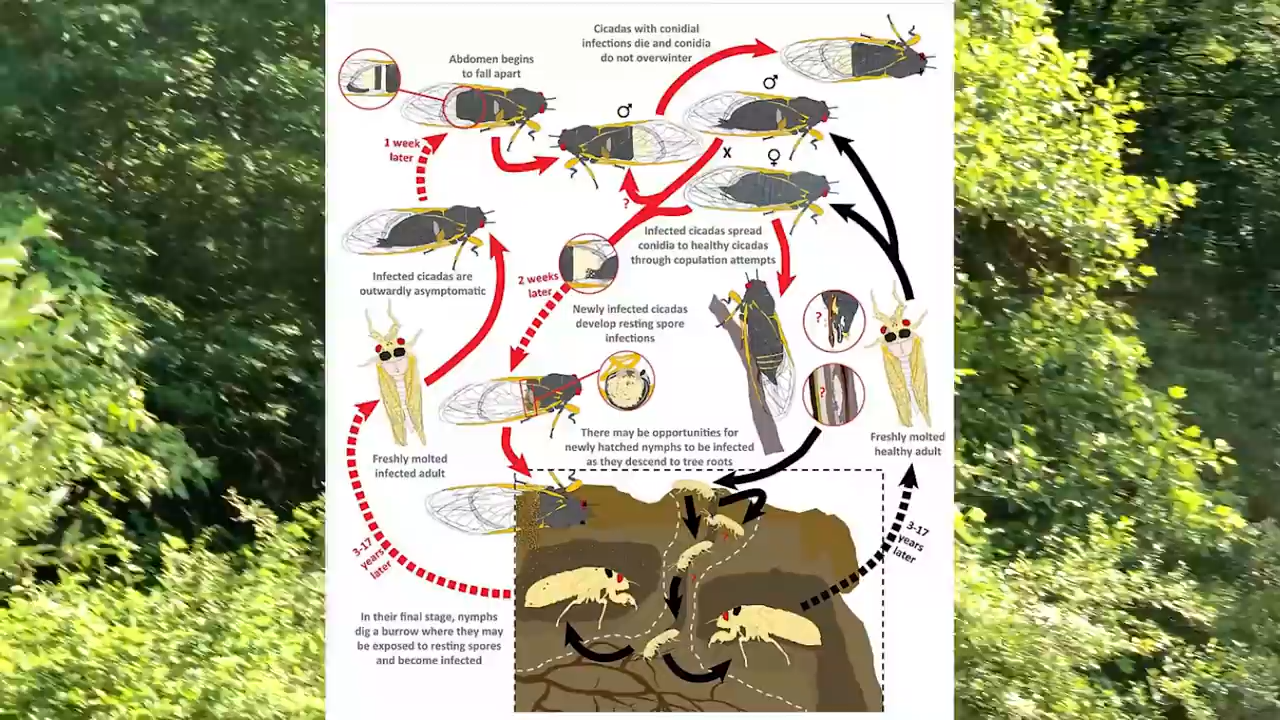 Cicadas with conidial
infections die and conidia
do not overwinter
Abdomen begins
to fall apart
♂
♂
1 week
later
X
♀
?
Infected cicadas spread
conidia to healthy cicadas
through copulation attempts
Infected cicadas are
outwardly asymptomatic
2 weeks
later
Newly infected cicadas
develop resting spore
infections
?
?
There may be opportunities for
newly hatched nymphs to be infected
as they descend to tree roots
Freshly molted
healthy adult
Freshly molted
infected adult
3-17
years
later
3-17
years
later
?
?
In their final stage, nymphs
dig a burrow where they may
be exposed to resting spores
and become infected